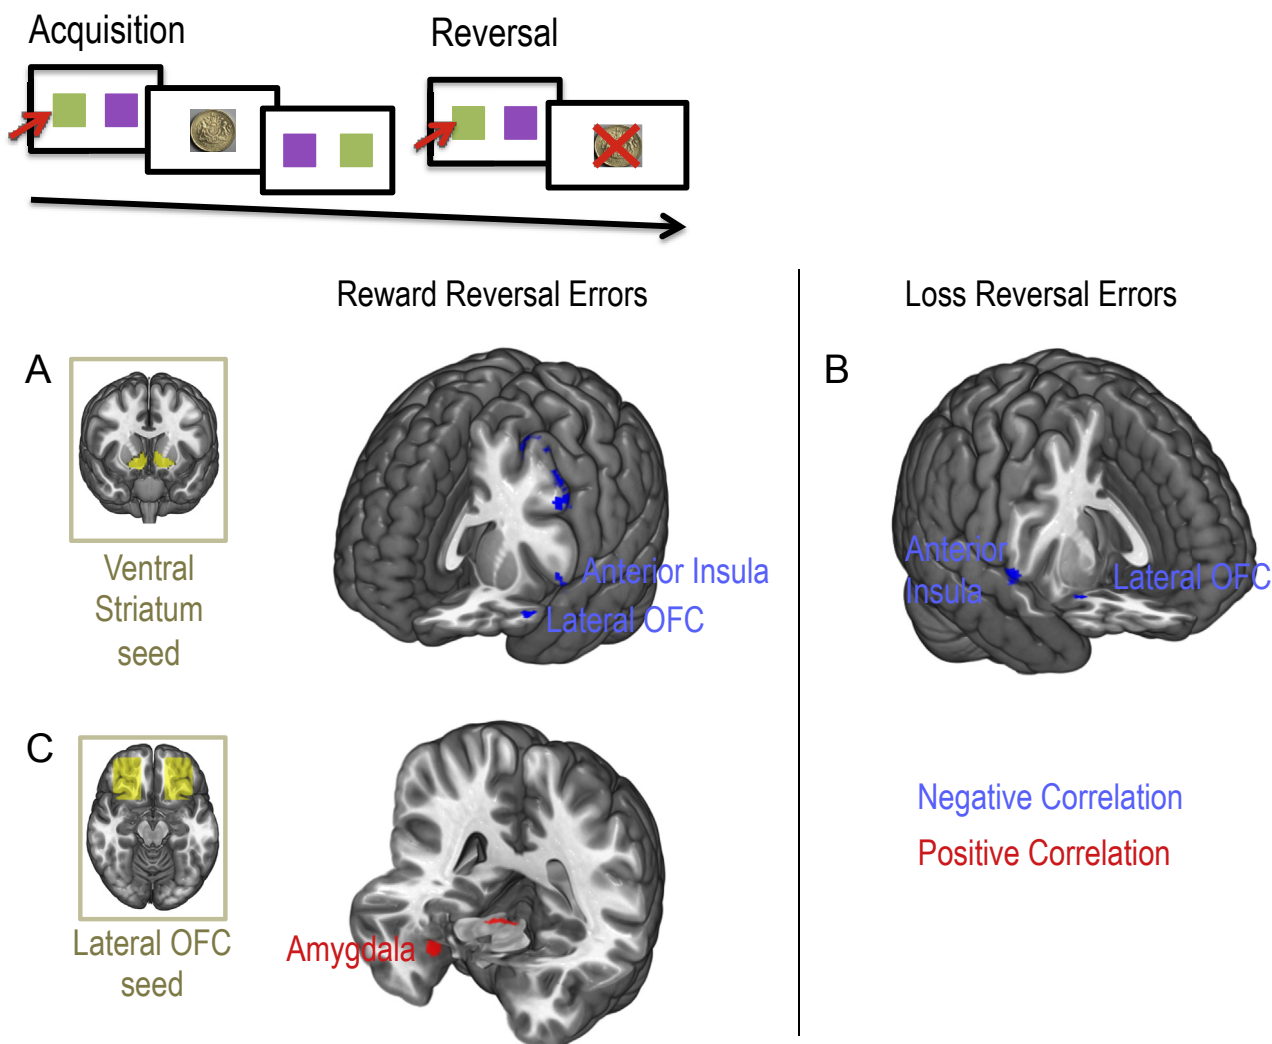 Acquisition
Reversal
Reward Reversal Errors
Loss Reversal Errors
A
B
Ventral
Striatum
seed
Anterior Insula
Lateral OFC
Anterior
Insula
Lateral OFC
C
Lateral OFC
seed
Amygdala
Negative Correlation
Positive Correlation